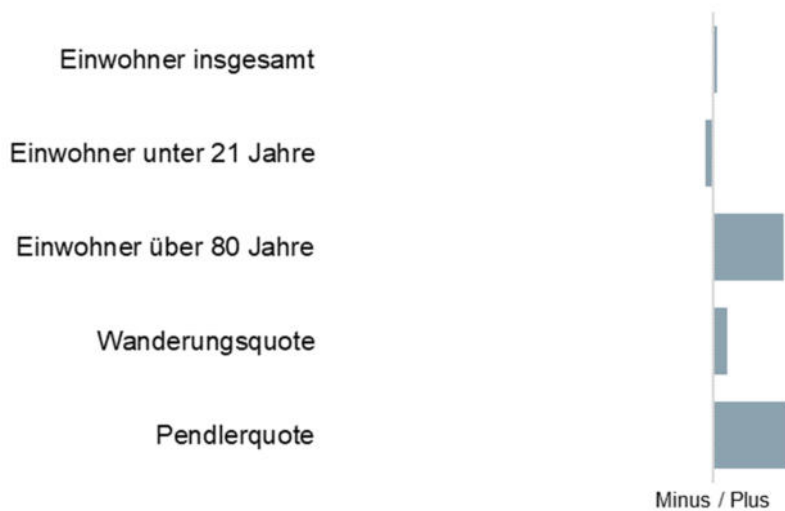 Einwohner insgesamt
Einwohner unter 21 Jahre
Einwohner über 80 Jahre
Wanderungsquote
Pendlerquote
Minus / Plus